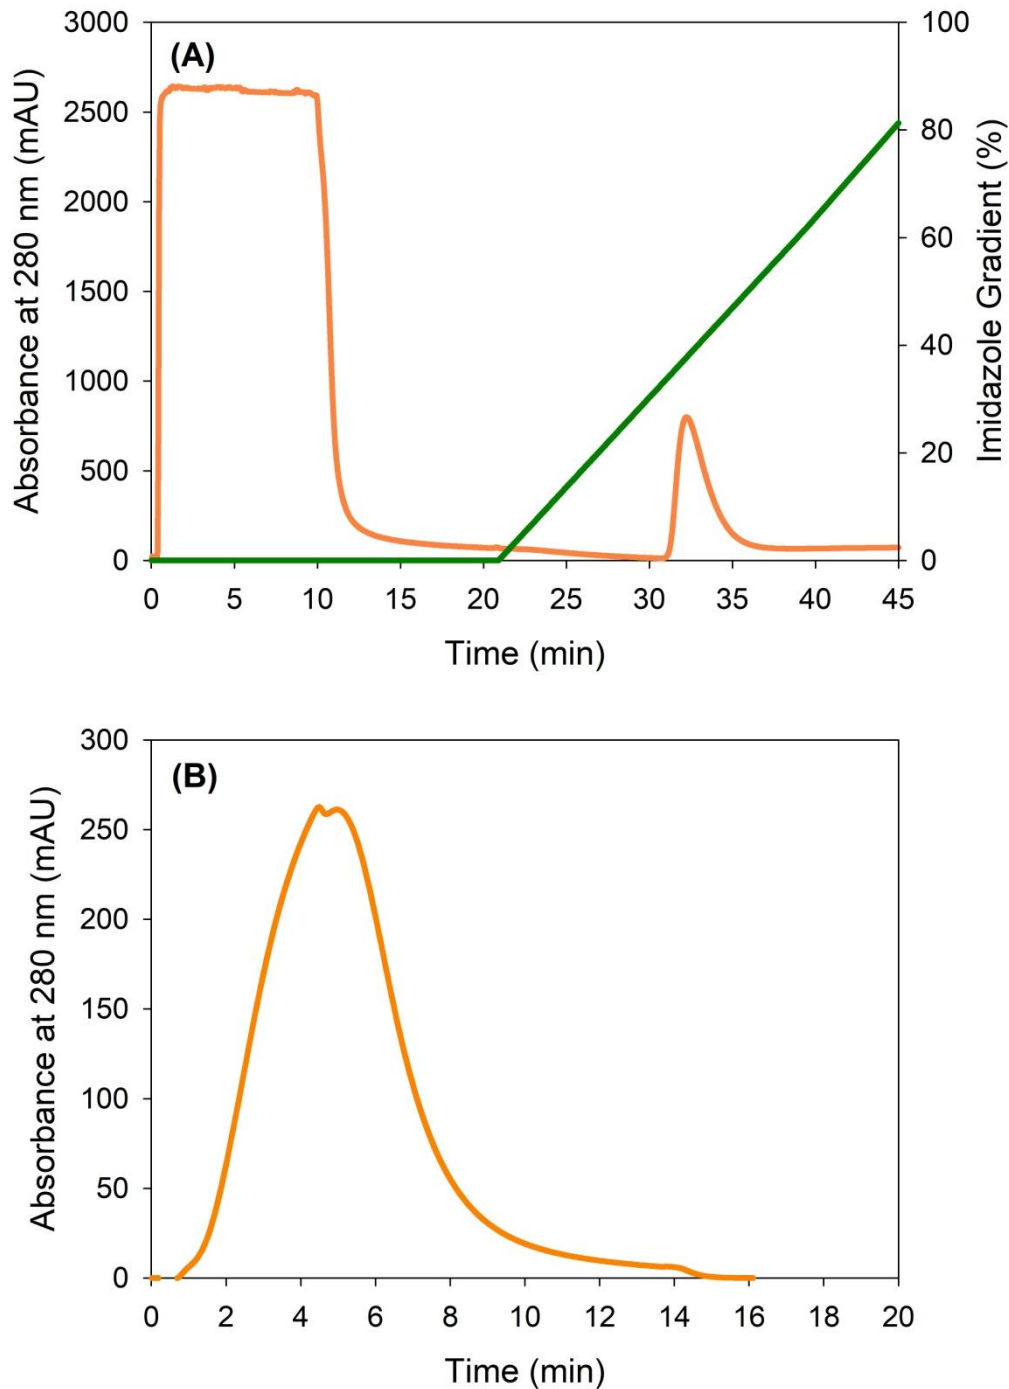 (A)
Absorbance at 280 nm (mAU)
3000
2500
2000
1500
1000
500
0
100
80
60
40
20
0
Imidazole Gradient (%)
0 5 10 15 20 25 30 35 40 45
Time (min)
(B)
Absorbance at 280 nm (mAU)
300
250
200
150
100
50
0
0 2 4 6 8 10 12 14 16 18 20
Time (min)